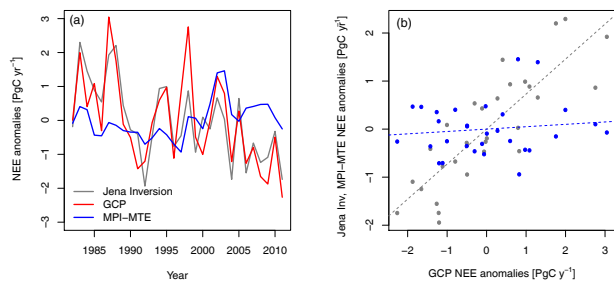 (a)
NEE anomalies [PgC yr⁻¹]
3
2
1
0
−1
−2
−3
Jena Inversion
GCP
MPI−MTE
1985 1990 1995 2000 2005 2010
Year
(b)
Jena Inv, MPI−MTE NEE anomalies [PgC yr⁻¹]
2
1
0
−1
−2
−2 −1 0 1 2 3
GCP NEE anomalies [PgC y⁻¹]